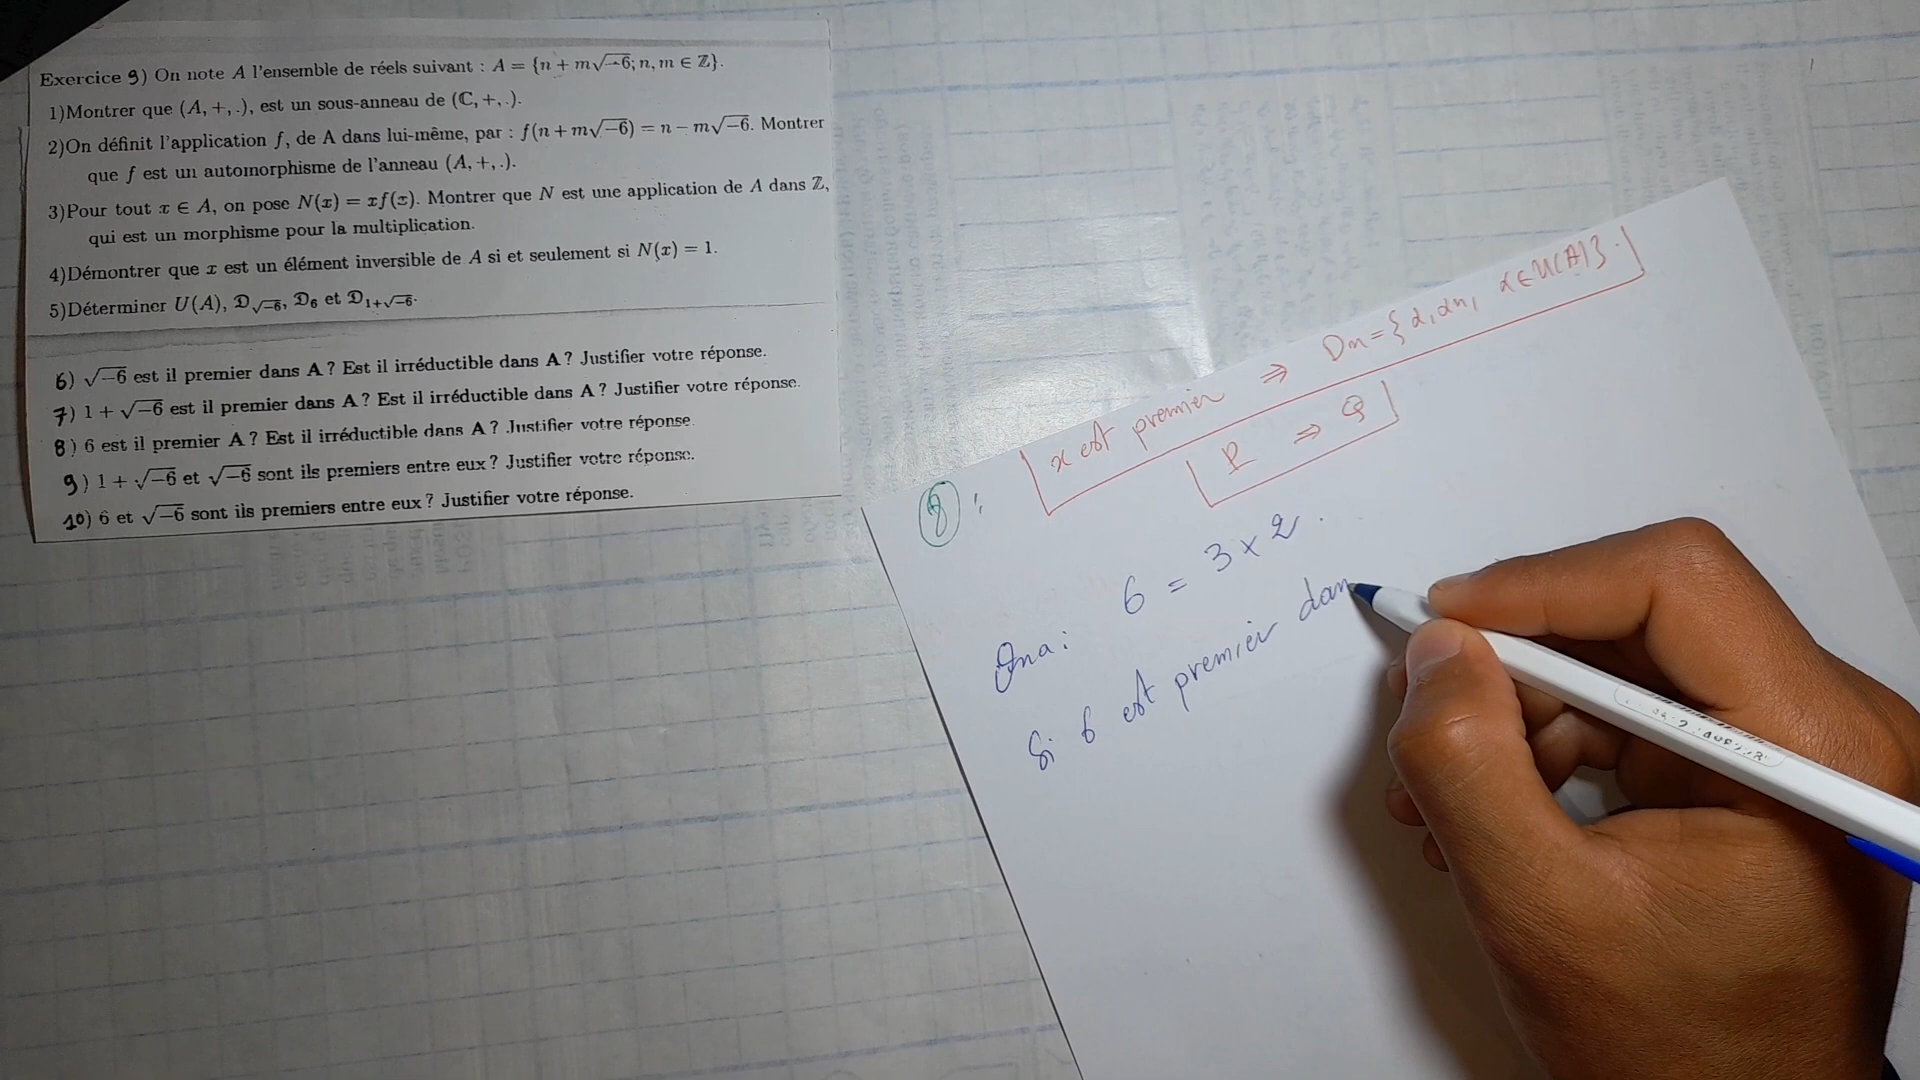 Exercice 9) On note A l'ensemble de réels suivant : A = {n + m√−6; n, m ∈ ℤ}.
1)Montrer que (A, +, .), est un sous-anneau de (ℂ, +, .).
2)On définit l'application f, de A dans lui-même, par : f(n + m√−6) = n − m√−6. Montrer
que f est un automorphisme de l'anneau (A, +, .).
3)Pour tout x ∈ A, on pose N(x) = xf(x). Montrer que N est une application de A dans ℤ,
qui est un morphisme pour la multiplication.
4)Démontrer que x est un élément inversible de A si et seulement si N(x) = 1.
5)Déterminer U(A), D√−6, D6 et D1+√−6.
6) √−6 est il premier dans A ? Est il irréductible dans A ? Justifier votre réponse.
7) 1 + √−6 est il premier dans A ? Est il irréductible dans A ? Justifier votre réponse.
8) 6 est il premier A ? Est il irréductible dans A ? Justifier votre réponse.
9) 1 + √−6 et √−6 sont ils premiers entre eux ? Justifier votre réponse.
10) 6 et √−6 sont ils premiers entre eux ? Justifier votre réponse.
x est premier ⇒ Dx = {α, αx, α ∈ U(A)}.
P ⇒ Q
8 :
Ona : 6 = 3 × 2.
Si 6 est premier dan